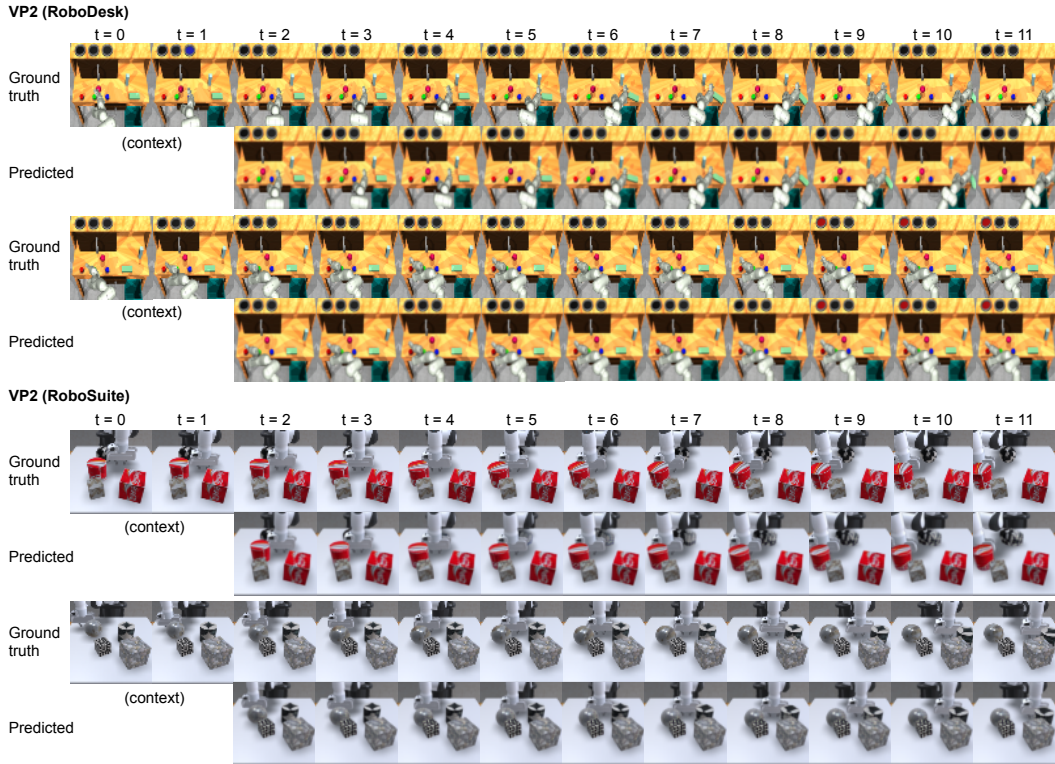 VP2 (RoboDesk)
t = 0 t = 1 t = 2 t = 3 t = 4 t = 5 t = 6 t = 7 t = 8 t = 9 t = 10 t = 11
Ground
truth
(context)
Predicted
Ground
truth
(context)
Predicted
VP2 (RoboSuite)
t = 0 t = 1 t = 2 t = 3 t = 4 t = 5 t = 6 t = 7 t = 8 t = 9 t = 10 t = 11
Ground
truth
(context)
Predicted
Ground
truth
(context)
Predicted